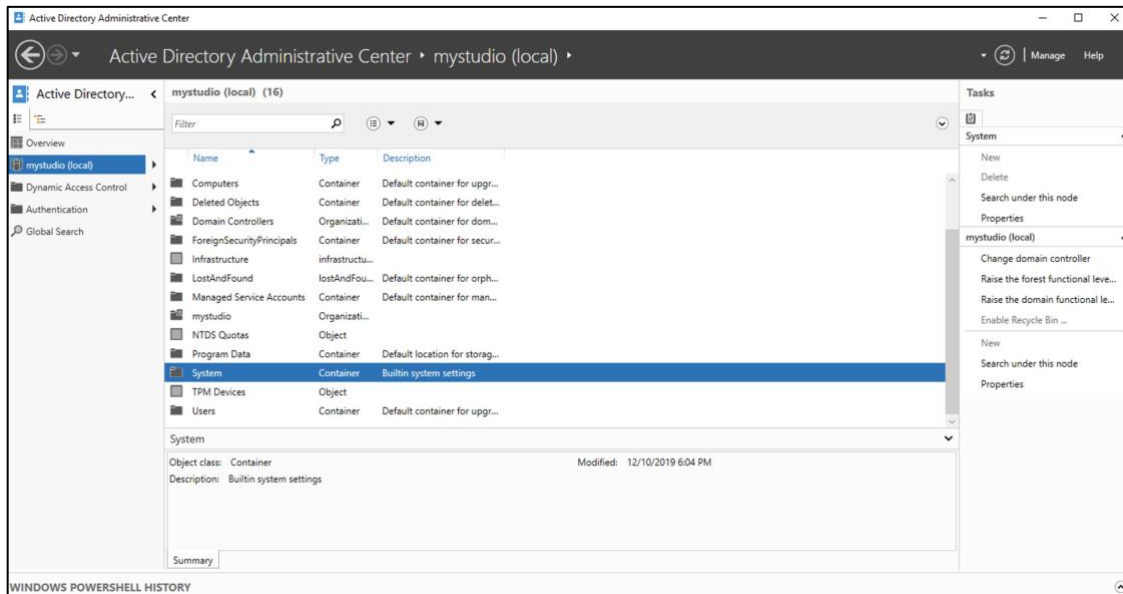 Active Directory Administrative Center
Active Directory Administrative Center • mystudio (local) •
Manage Help
Active Directory...
Overview
mystudio (local)
Dynamic Access Control
Authentication
Global Search
mystudio (local) (16)
Filter
Name Type Description
Computers Container Default container for upgr...
Deleted Objects Container Default container for delet...
Domain Controllers Organizati... Default container for dom...
ForeignSecurityPrincipals Container Default container for secur...
Infrastructure infrastructu...
LostAndFound lostAndFou... Default container for orph...
Managed Service Accounts Container Default container for man...
mystudio Organizati...
NTDS Quotas Object
Program Data Container Default location for storag...
System Container Builtin system settings
TPM Devices Object
Users Container Default container for upgr...
System
Object class: Container Modified: 12/10/2019 6:04 PM
Description: Builtin system settings
Summary
Tasks
System
New
Delete
Search under this node
Properties
mystudio (local)
Change domain controller
Raise the forest functional leve...
Raise the domain functional le...
Enable Recycle Bin ...
New
Search under this node
Properties
WINDOWS POWERSHELL HISTORY